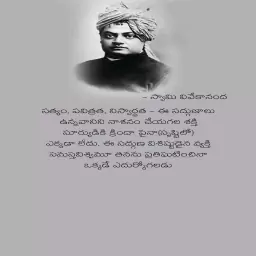 - స్వామి వివేకానంద
సత్యం, పవిత్రత, నిస్వార్థత - ఈ సద్గుణాలు
ఉన్నవానిని నాశనం చేయగల శక్తి
సూర్యుడికి క్రిందా పైనా(సృష్టిలో)
ఎక్కడా లేదు. ఈ సద్గుణ విశిష్టుడైన వ్యక్తి
సమస్తవిశ్వమూ తనను ప్రతిఘటించినా
ఒక్కడే ఎదుర్కోగలడు